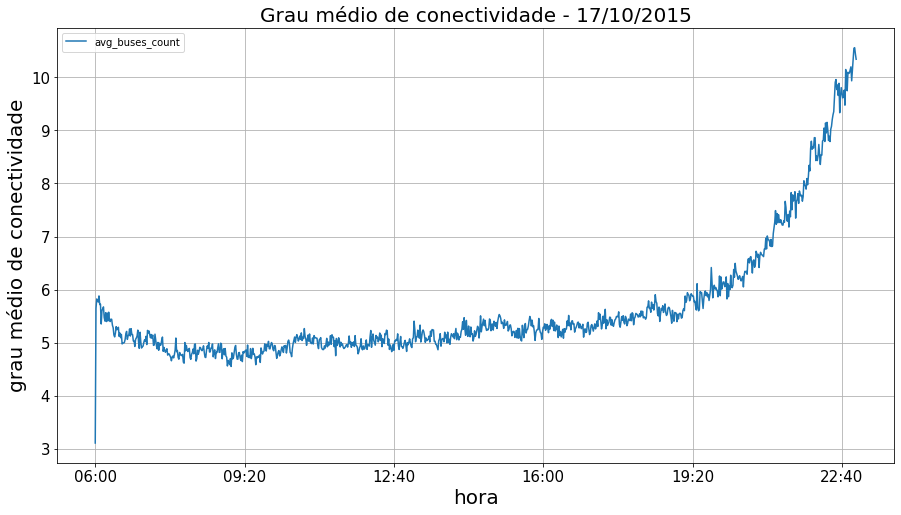 Grau médio de conectividade - 17/10/2015
avg_buses_count
grau médio de conectividade
10
9
8
7
6
5
4
3
06:00 09:20 12:40 16:00 19:20 22:40
hora